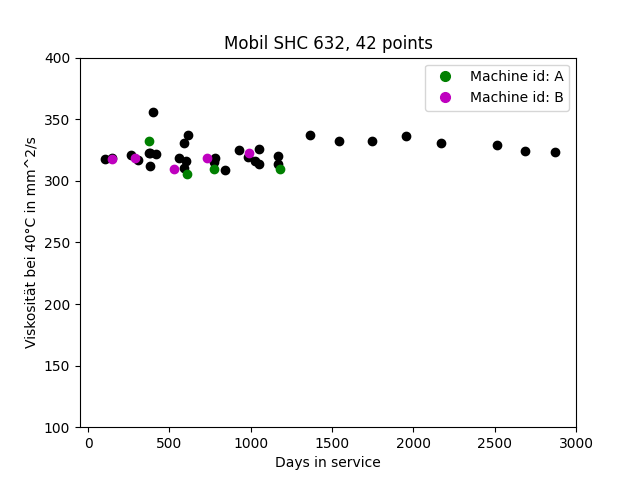 Mobil SHC 632, 42 points
Machine id: A
Machine id: B
Viskosität bei 40°C in mm^2/s
400
350
300
250
200
150
100
0
500
1000
1500
2000
2500
3000
Days in service